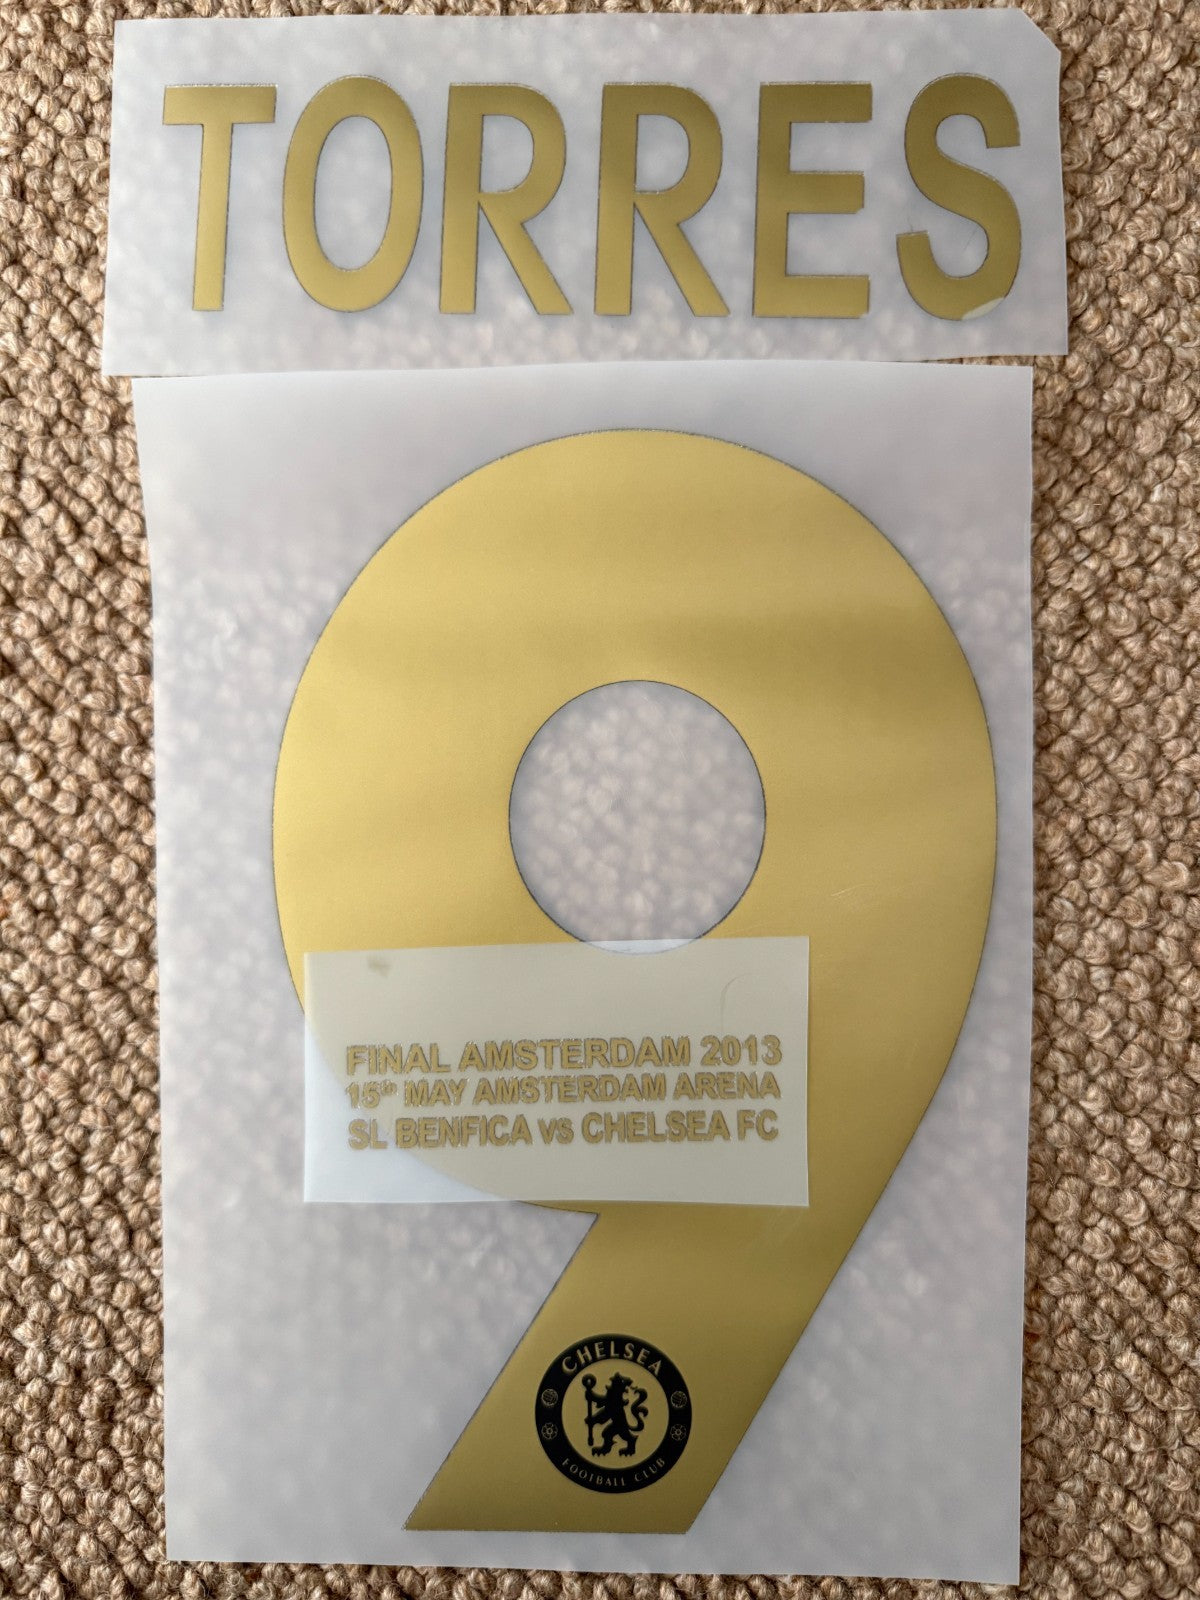 TORRES
9
FINAL AMSTERDAM 2013
15th MAY AMSTERDAM ARENA
SL BENFICA vs CHELSEA FC
CHELSEA
FOOTBALL CLUB